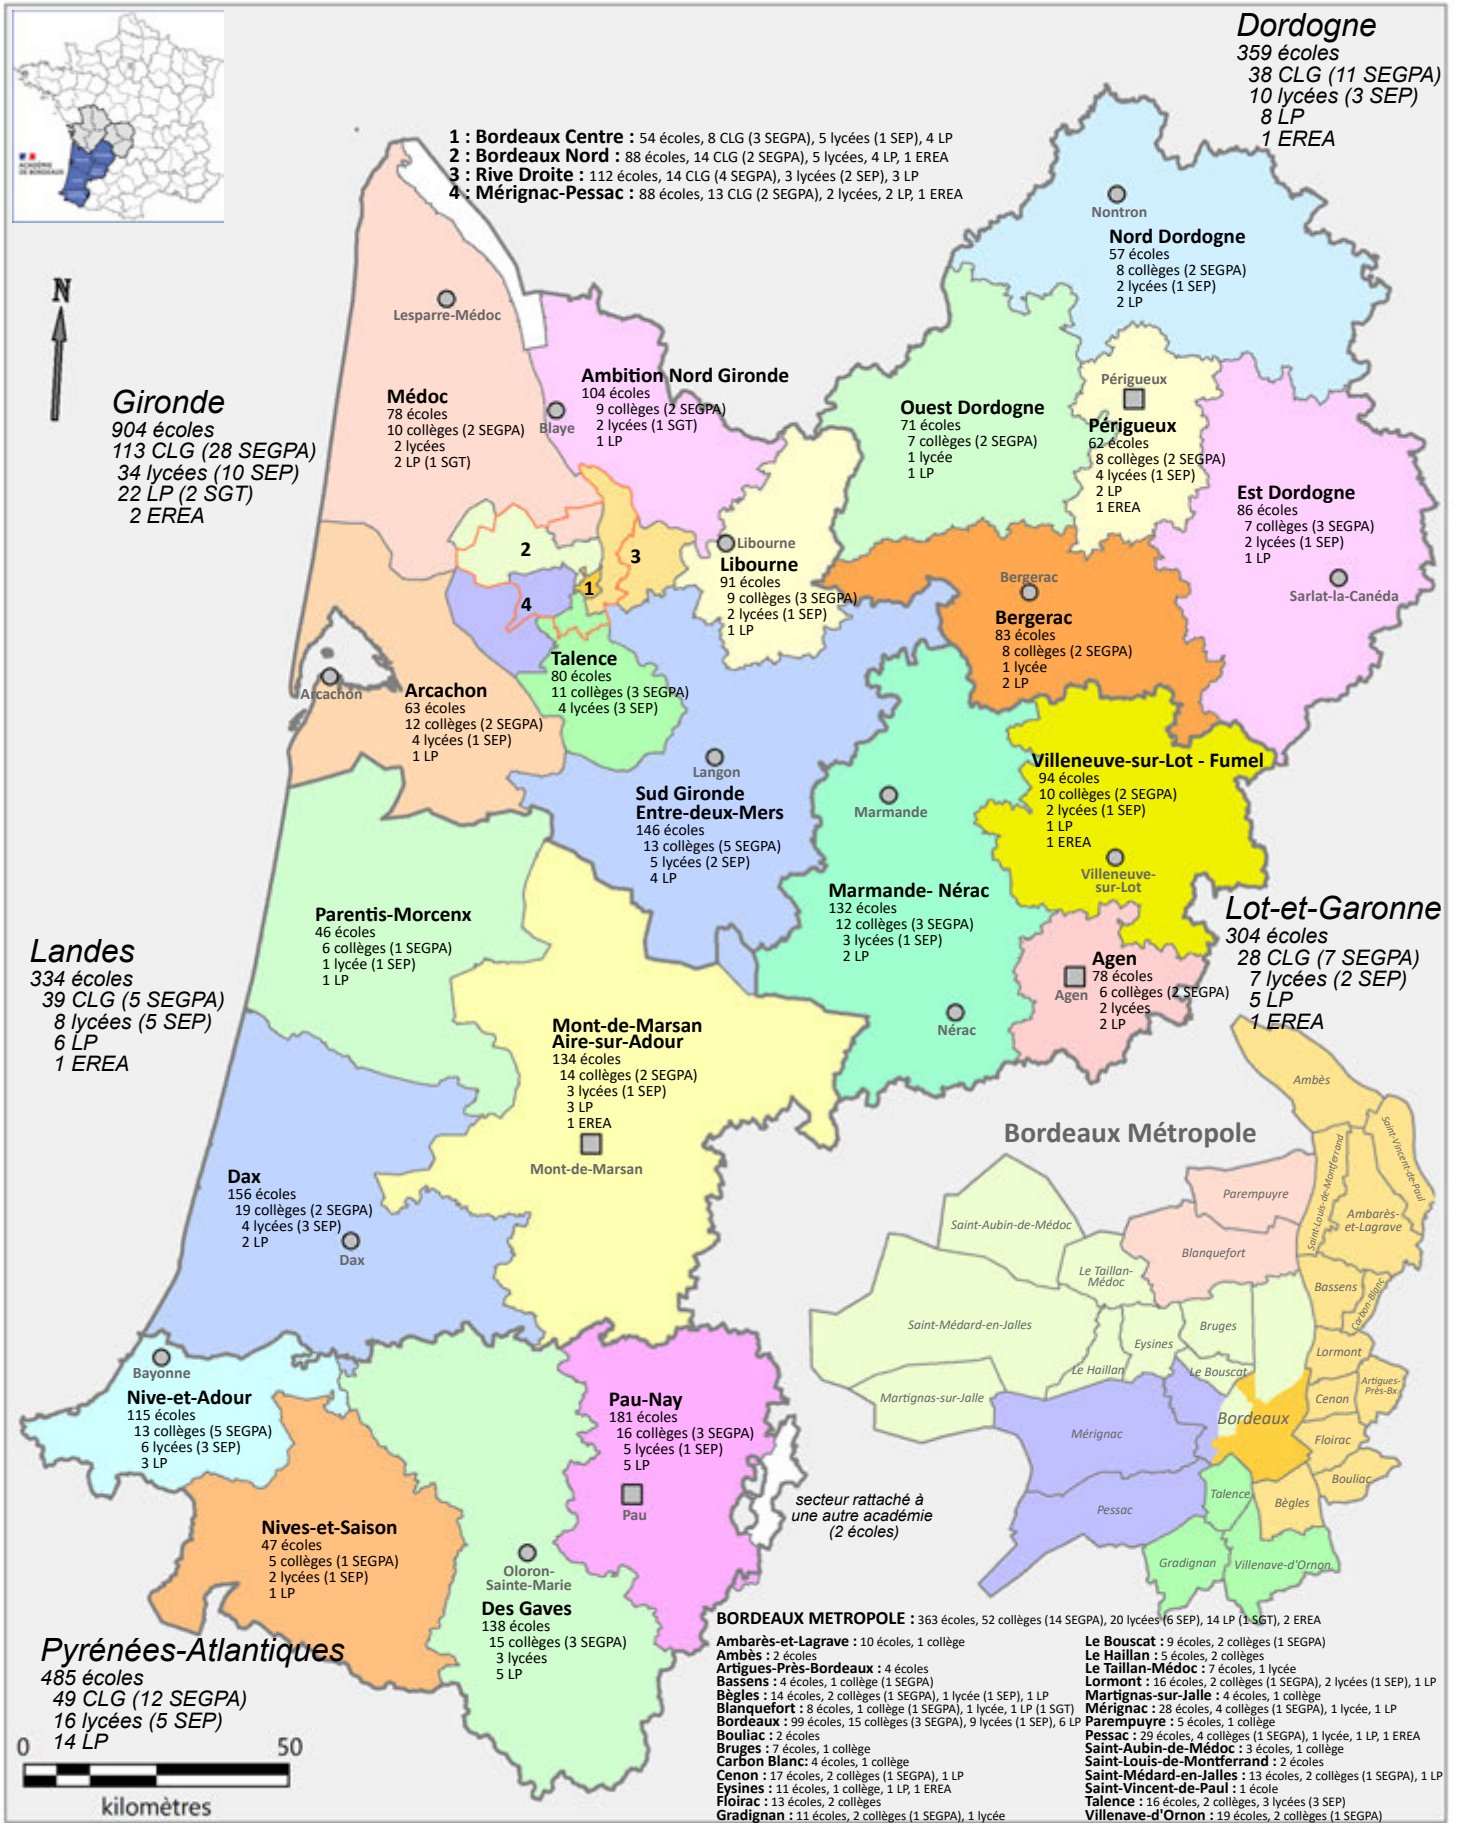 ACADÉMIE
DE BORDEAUX
Dordogne
359 écoles
38 CLG (11 SEGPA)
10 lycées (3 SEP)
8 LP
1 EREA
1 : Bordeaux Centre : 54 écoles, 8 CLG (3 SEGPA), 5 lycées (1 SEP), 4 LP
2 : Bordeaux Nord : 88 écoles, 14 CLG (2 SEGPA), 5 lycées, 4 LP, 1 EREA
3 : Rive Droite : 112 écoles, 14 CLG (4 SEGPA), 3 lycées (2 SEP), 3 LP
4 : Mérignac-Pessac : 88 écoles, 13 CLG (2 SEGPA), 2 lycées, 2 LP, 1 EREA
N
Nontron
Nord Dordogne
57 écoles
8 collèges (2 SEGPA)
2 lycées (1 SEP)
2 LP
Lesparre-Médoc
Médoc
78 écoles
10 collèges (2 SEGPA)
2 lycées
2 LP (1 SGT)
Ambition Nord Gironde
104 écoles
9 collèges (2 SEGPA)
2 lycées (1 SGT)
1 LP
Blaye
Gironde
904 écoles
113 CLG (28 SEGPA)
34 lycées (10 SEP)
22 LP (2 SGT)
2 EREA
Ouest Dordogne
71 écoles
7 collèges (2 SEGPA)
1 lycée
1 LP
Périgueux
Périgueux
62 écoles
8 collèges (2 SEGPA)
4 lycées (1 SEP)
2 LP
1 EREA
Est Dordogne
86 écoles
7 collèges (3 SEGPA)
2 lycées (1 SEP)
1 LP
Sarlat-la-Canéda
2
3
1
4
Libourne
Libourne
91 écoles
9 collèges (3 SEGPA)
2 lycées (1 SEP)
1 LP
Bergerac
Bergerac
83 écoles
8 collèges (2 SEGPA)
1 lycée
2 LP
Talence
80 écoles
11 collèges (3 SEGPA)
4 lycées (3 SEP)
Arcachon
Arcachon
63 écoles
12 collèges (2 SEGPA)
4 lycées (1 SEP)
1 LP
Langon
Sud Gironde
Entre-deux-Mers
146 écoles
13 collèges (5 SEGPA)
5 lycées (2 SEP)
4 LP
Marmande
Villeneuve-sur-Lot - Fumel
94 écoles
10 collèges (2 SEGPA)
2 lycées (1 SEP)
1 LP
1 EREA
Villeneuve-
sur-Lot
Marmande- Nérac
132 écoles
12 collèges (3 SEGPA)
3 lycées (1 SEP)
2 LP
Nérac
Lot-et-Garonne
304 écoles
28 CLG (7 SEGPA)
7 lycées (2 SEP)
5 LP
1 EREA
Agen
Agen
78 écoles
6 collèges (2 SEGPA)
2 lycées
2 LP
Parentis-Morcenx
46 écoles
6 collèges (1 SEGPA)
1 lycée (1 SEP)
1 LP
Landes
334 écoles
39 CLG (5 SEGPA)
8 lycées (5 SEP)
6 LP
1 EREA
Mont-de-Marsan
Aire-sur-Adour
134 écoles
14 collèges (2 SEGPA)
3 lycées (1 SEP)
3 LP
1 EREA
Mont-de-Marsan
Dax
156 écoles
19 collèges (2 SEGPA)
4 lycées (3 SEP)
2 LP
Dax
Bordeaux Métropole
Ambès
Saint-Vincent-de-Paul
Saint-Louis-de-Montferrand
Parempuyre
Ambarès-
et-Lagrave
Saint-Aubin-de-Médoc
Blanquefort
Le Taillan-
Médoc
Bassens
Carbon-Blanc
Saint-Médard-en-Jalles
Bruges
Eysines
Lormont
Le Haillan
Le Bouscat
Artigues-
Près-Bx
Martignas-sur-Jalle
Cenon
Bordeaux
Mérignac
Floirac
Bouliac
Talence
Bègles
Pessac
Gradignan
Villenave-d'Ornon
Bayonne
Nive-et-Adour
115 écoles
13 collèges (5 SEGPA)
6 lycées (3 SEP)
3 LP
Pau-Nay
181 écoles
16 collèges (3 SEGPA)
5 lycées (1 SEP)
5 LP
Pau
secteur rattaché à
une autre académie
(2 écoles)
Nives-et-Saison
47 écoles
5 collèges (1 SEGPA)
2 lycées (1 SEP)
1 LP
Oloron-
Sainte-Marie
Des Gaves
138 écoles
15 collèges (3 SEGPA)
3 lycées
5 LP
Pyrénées-Atlantiques
485 écoles
49 CLG (12 SEGPA)
16 lycées (5 SEP)
14 LP
0 50
kilomètres
BORDEAUX METROPOLE : 363 écoles, 52 collèges (14 SEGPA), 20 lycées (6 SEP), 14 LP (1 SGT), 2 EREA
Ambarès-et-Lagrave : 10 écoles, 1 collège
Ambès : 2 écoles
Artigues-Près-Bordeaux : 4 écoles
Bassens : 4 écoles, 1 collège (1 SEGPA)
Bègles : 14 écoles, 2 collèges (1 SEGPA), 1 lycée (1 SEP), 1 LP
Blanquefort : 8 écoles, 1 collège (1 SEGPA), 1 lycée, 1 LP (1 SGT)
Bordeaux : 99 écoles, 15 collèges (3 SEGPA), 9 lycées (1 SEP), 6 LP
Bouliac : 2 écoles
Bruges : 7 écoles, 1 collège
Carbon Blanc: 4 écoles, 1 collège
Cenon : 17 écoles, 2 collèges (1 SEGPA), 1 LP
Eysines : 11 écoles, 1 collège, 1 LP, 1 EREA
Floirac : 13 écoles, 2 collèges
Gradignan : 11 écoles, 2 collèges (1 SEGPA), 1 lycée
Le Bouscat : 9 écoles, 2 collèges (1 SEGPA)
Le Haillan : 5 écoles, 2 collèges
Le Taillan-Médoc : 7 écoles, 1 lycée
Lormont : 16 écoles, 2 collèges (1 SEGPA), 2 lycées (1 SEP), 1 LP
Martignas-sur-Jalle : 4 écoles, 1 collège
Mérignac : 28 écoles, 4 collèges (1 SEGPA), 1 lycée, 1 LP
Parempuyre : 5 écoles, 1 collège
Pessac : 29 écoles, 4 collèges (1 SEGPA), 1 lycée, 1 LP, 1 EREA
Saint-Aubin-de-Médoc : 3 écoles, 1 collège
Saint-Louis-de-Montferrand : 2 écoles
Saint-Médard-en-Jalles : 13 écoles, 2 collèges (1 SEGPA), 1 LP
Saint-Vincent-de-Paul : 1 école
Talence : 16 écoles, 2 collèges, 3 lycées (3 SEP)
Villenave-d'Ornon : 19 écoles, 2 collèges (1 SEGPA)